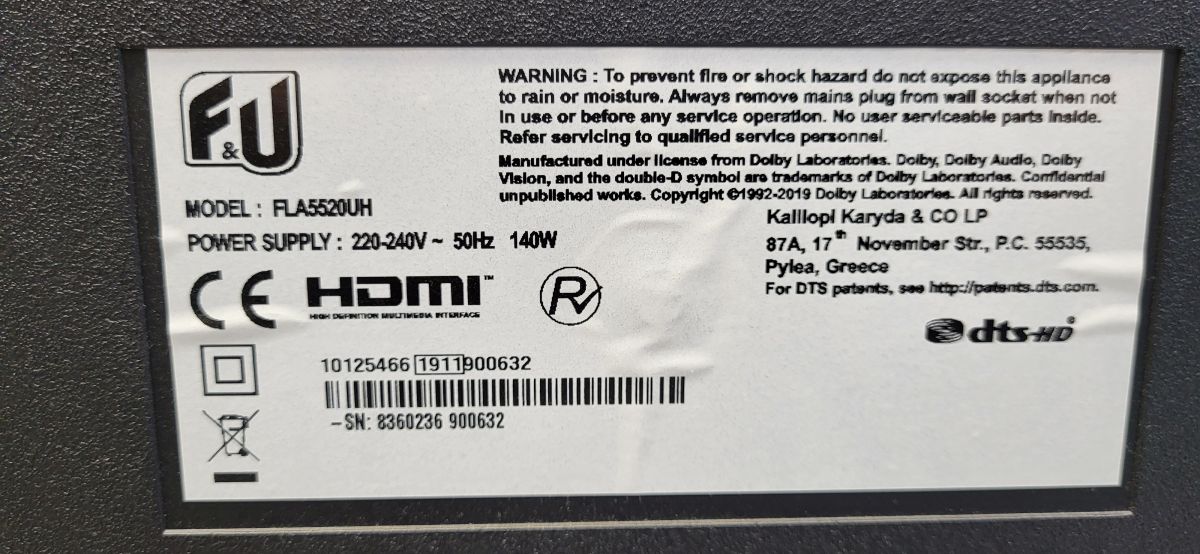 F&U
MODEL : FLA5520UH
POWER SUPPLY : 220-240V ~ 50Hz 140W
CE HDMI™
HIGH DEFINITION MULTIMEDIA INTERFACE
R
10125466 1911900632
-SN: 8360236 900632
WARNING : To prevent fire or shock hazard do not expose this appliance
to rain or moisture. Always remove mains plug from wall socket when not
in use or before any service operation. No user serviceable parts inside.
Refer servicing to qualified service personnel.
Manufactured under license from Dolby Laboratories. Dolby, Dolby Audio, Dolby
Vision, and the double-D symbol are trademarks of Dolby Laboratories. Confidential
unpublished works. Copyright ©1992-2019 Dolby Laboratories. All rights reserved.
Kalliopi Karyda & CO LP
87A, 17th November Str., P.C. 55535,
Pylea, Greece
For DTS patents, see http://patents.dts.com.
dts-HD®